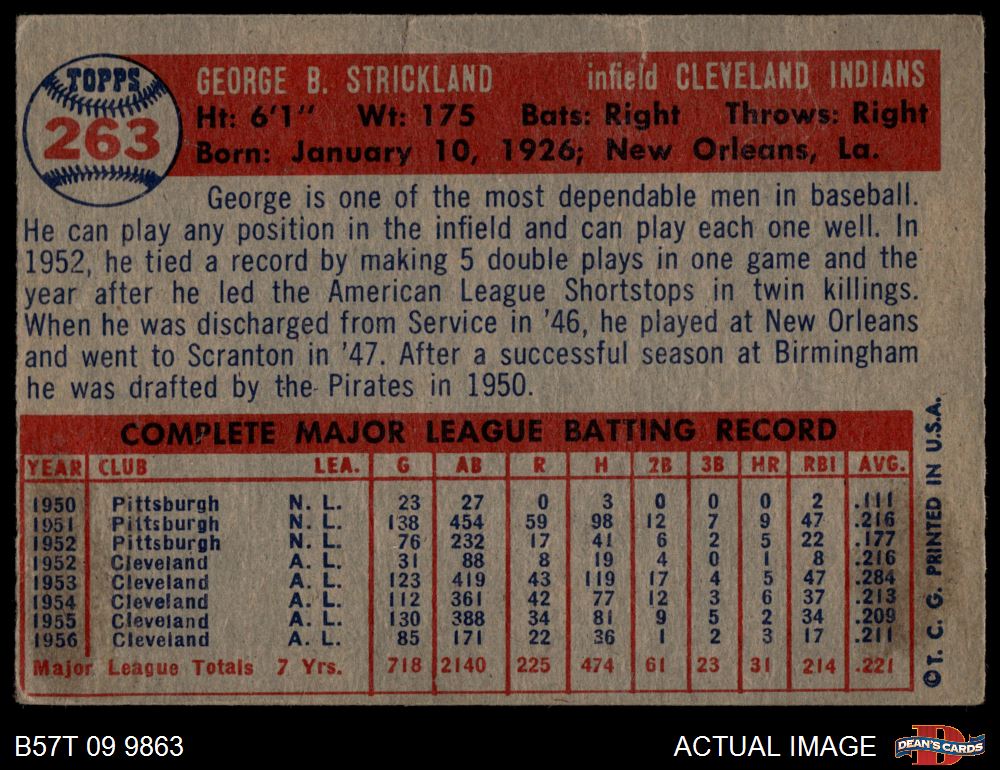 TOPPS
263
GEORGE B. STRICKLAND infield CLEVELAND INDIANS
Ht: 6'1" Wt: 175 Bats: Right Throws: Right
Born: January 10, 1926; New Orleans, La.
George is one of the most dependable men in baseball.
He can play any position in the infield and can play each one well. In
1952, he tied a record by making 5 double plays in one game and the
year after he led the American League Shortstops in twin killings.
When he was discharged from Service in '46, he played at New Orleans
and went to Scranton in '47. After a successful season at Birmingham
he was drafted by the Pirates in 1950.
COMPLETE MAJOR LEAGUE BATTING RECORD
YEAR CLUB LEA. G AB R H 2B 3B HR RBI AVG.
1950 Pittsburgh N. L. 23 27 0 3 0 0 0 2 .111
1951 Pittsburgh N. L. 138 454 59 98 12 7 9 47 .216
1952 Pittsburgh N. L. 76 232 17 41 6 2 5 22 .177
1952 Cleveland A. L. 31 88 8 19 4 0 1 8 .216
1953 Cleveland A. L. 123 419 43 119 17 4 5 47 .284
1954 Cleveland A. L. 112 361 42 77 12 3 6 37 .213
1955 Cleveland A. L. 130 388 34 81 9 5 2 34 .209
1956 Cleveland A. L. 85 171 22 36 1 2 3 17 .211
Major League Totals 7 Yrs. 718 2140 225 474 61 23 31 214 .221
©T. C. G. PRINTED IN U.S.A.
B57T 09 9863 ACTUAL IMAGE
DEAN'S CARDS